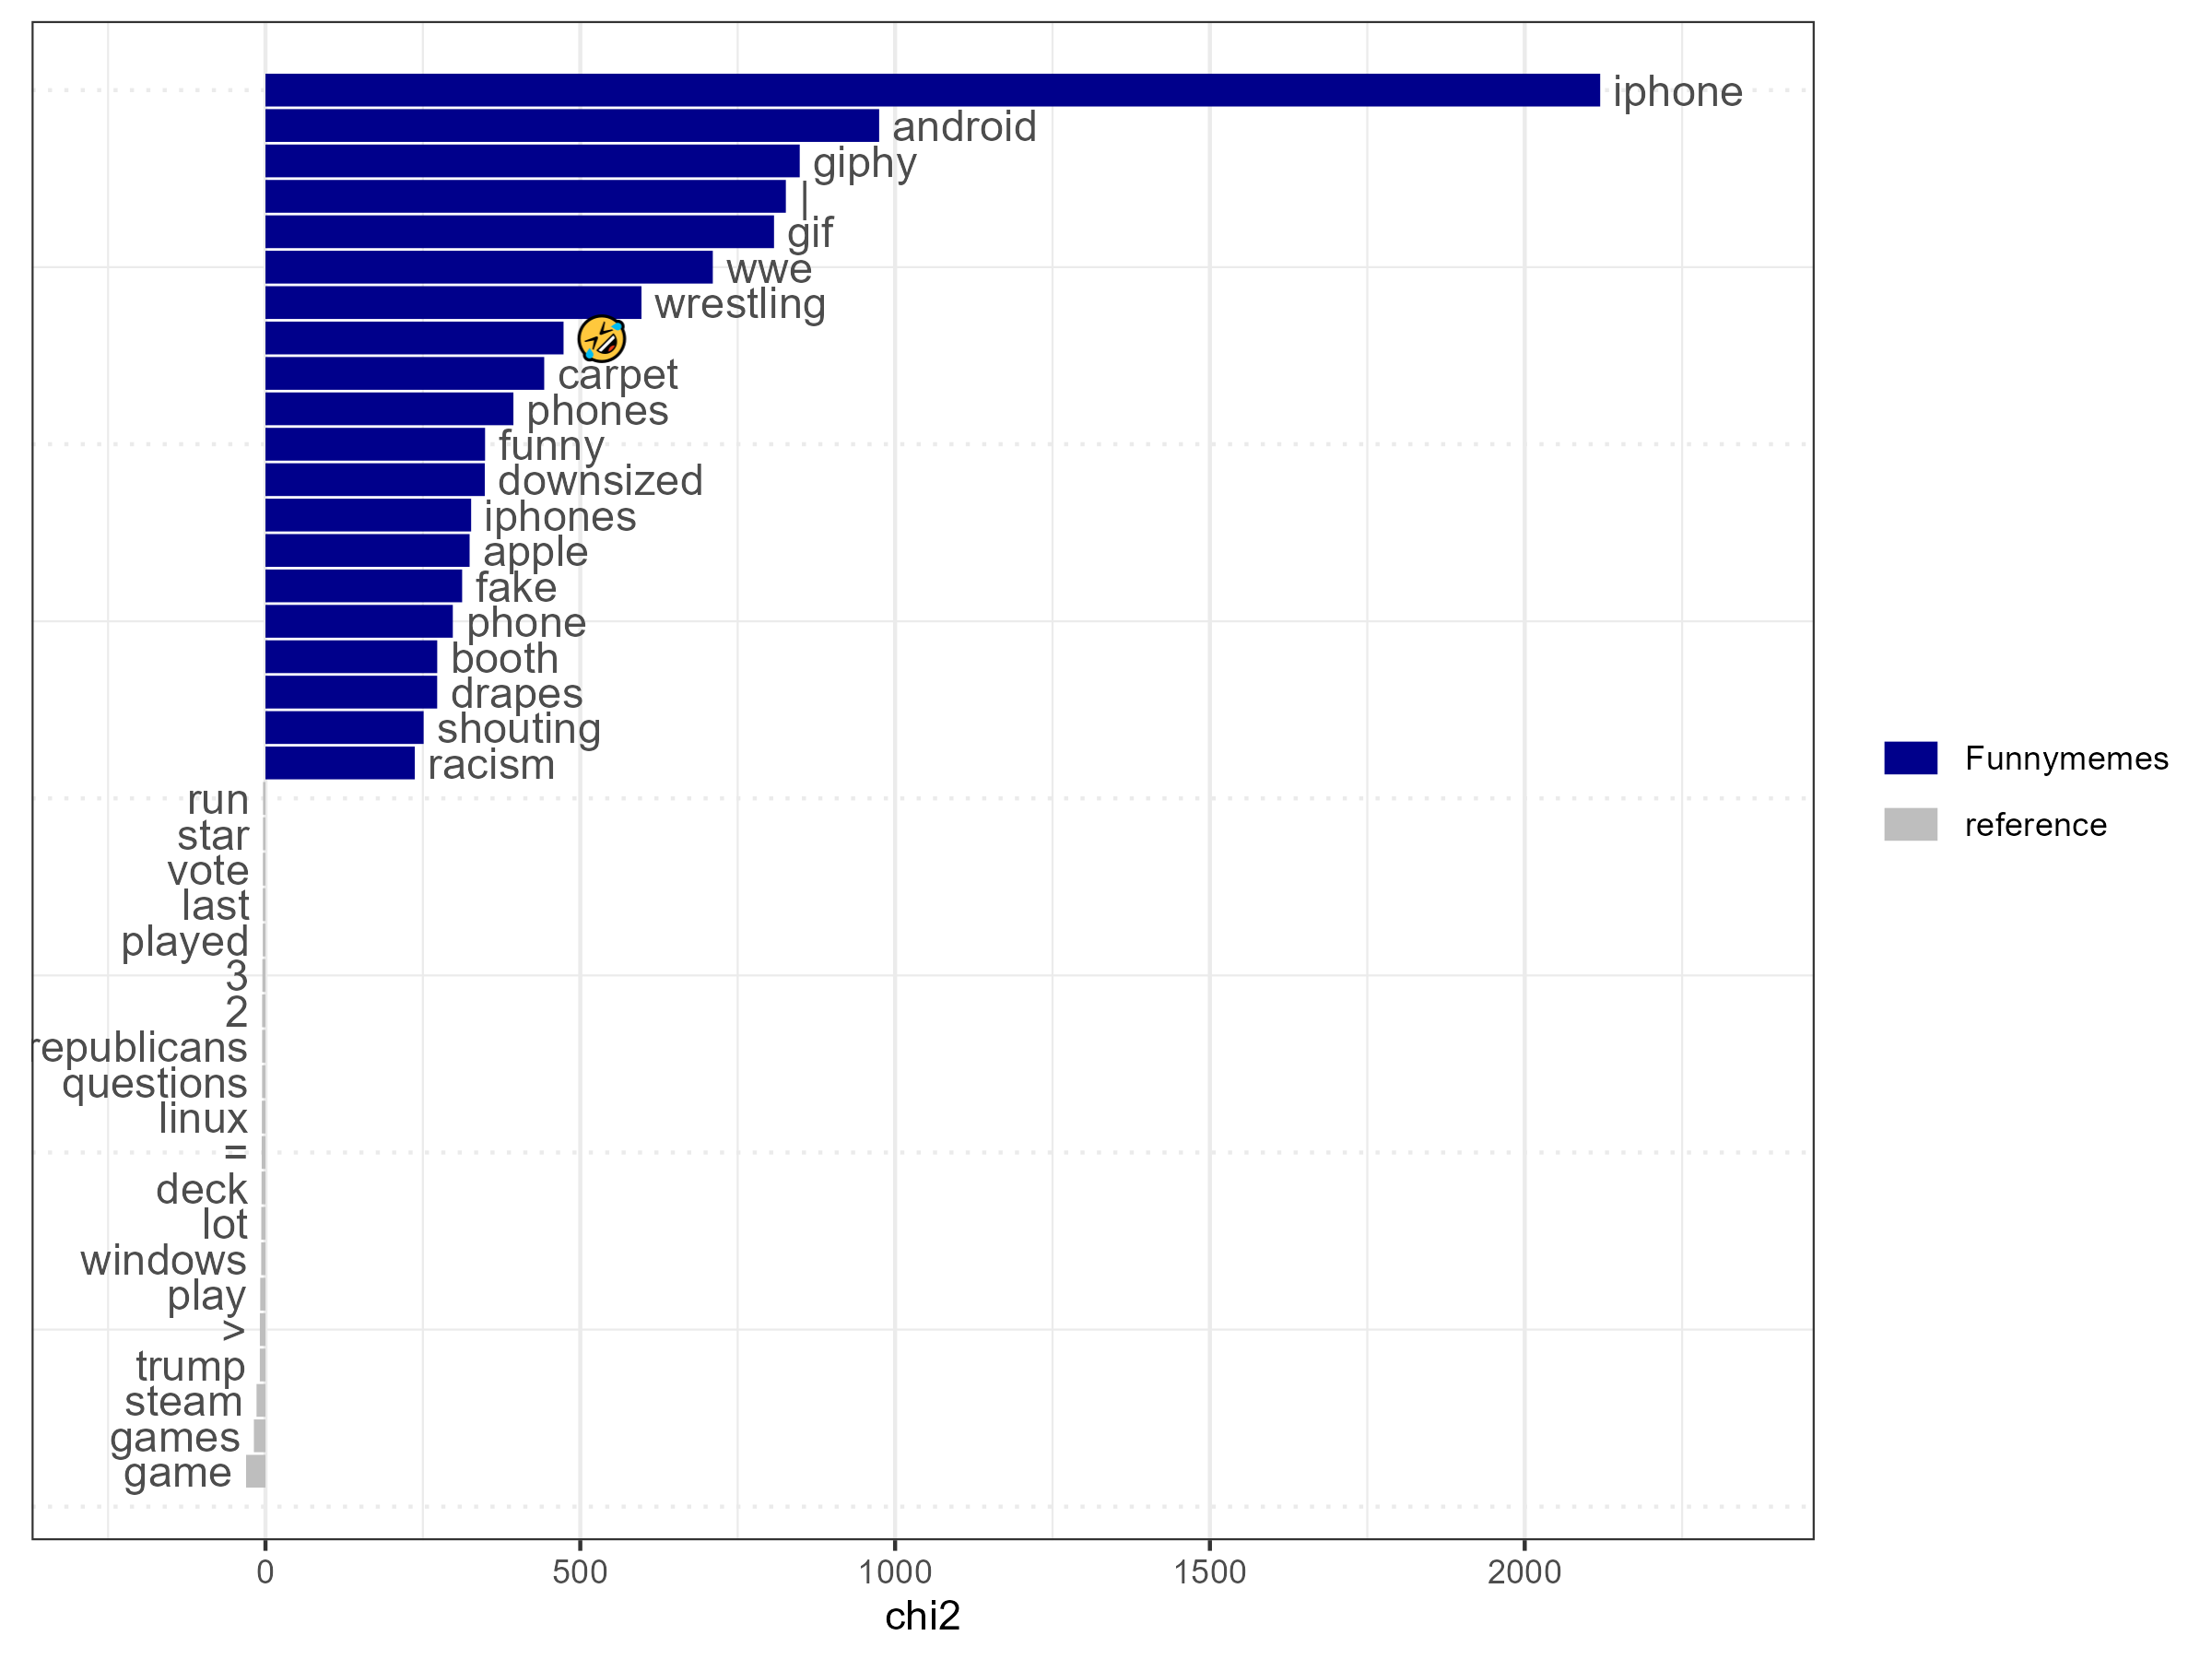 iphone
android
giphy
|
gif
wwe
wrestling
🤣
carpet
phones
funny
downsized
iphones
apple
fake
phone
booth
drapes
shouting
racism
run
star
vote
last
played
3
2
republicans
questions
linux
=
deck
lot
windows
play
>
trump
steam
games
game
Funnymemes
reference
0 500 1000 1500 2000
chi2